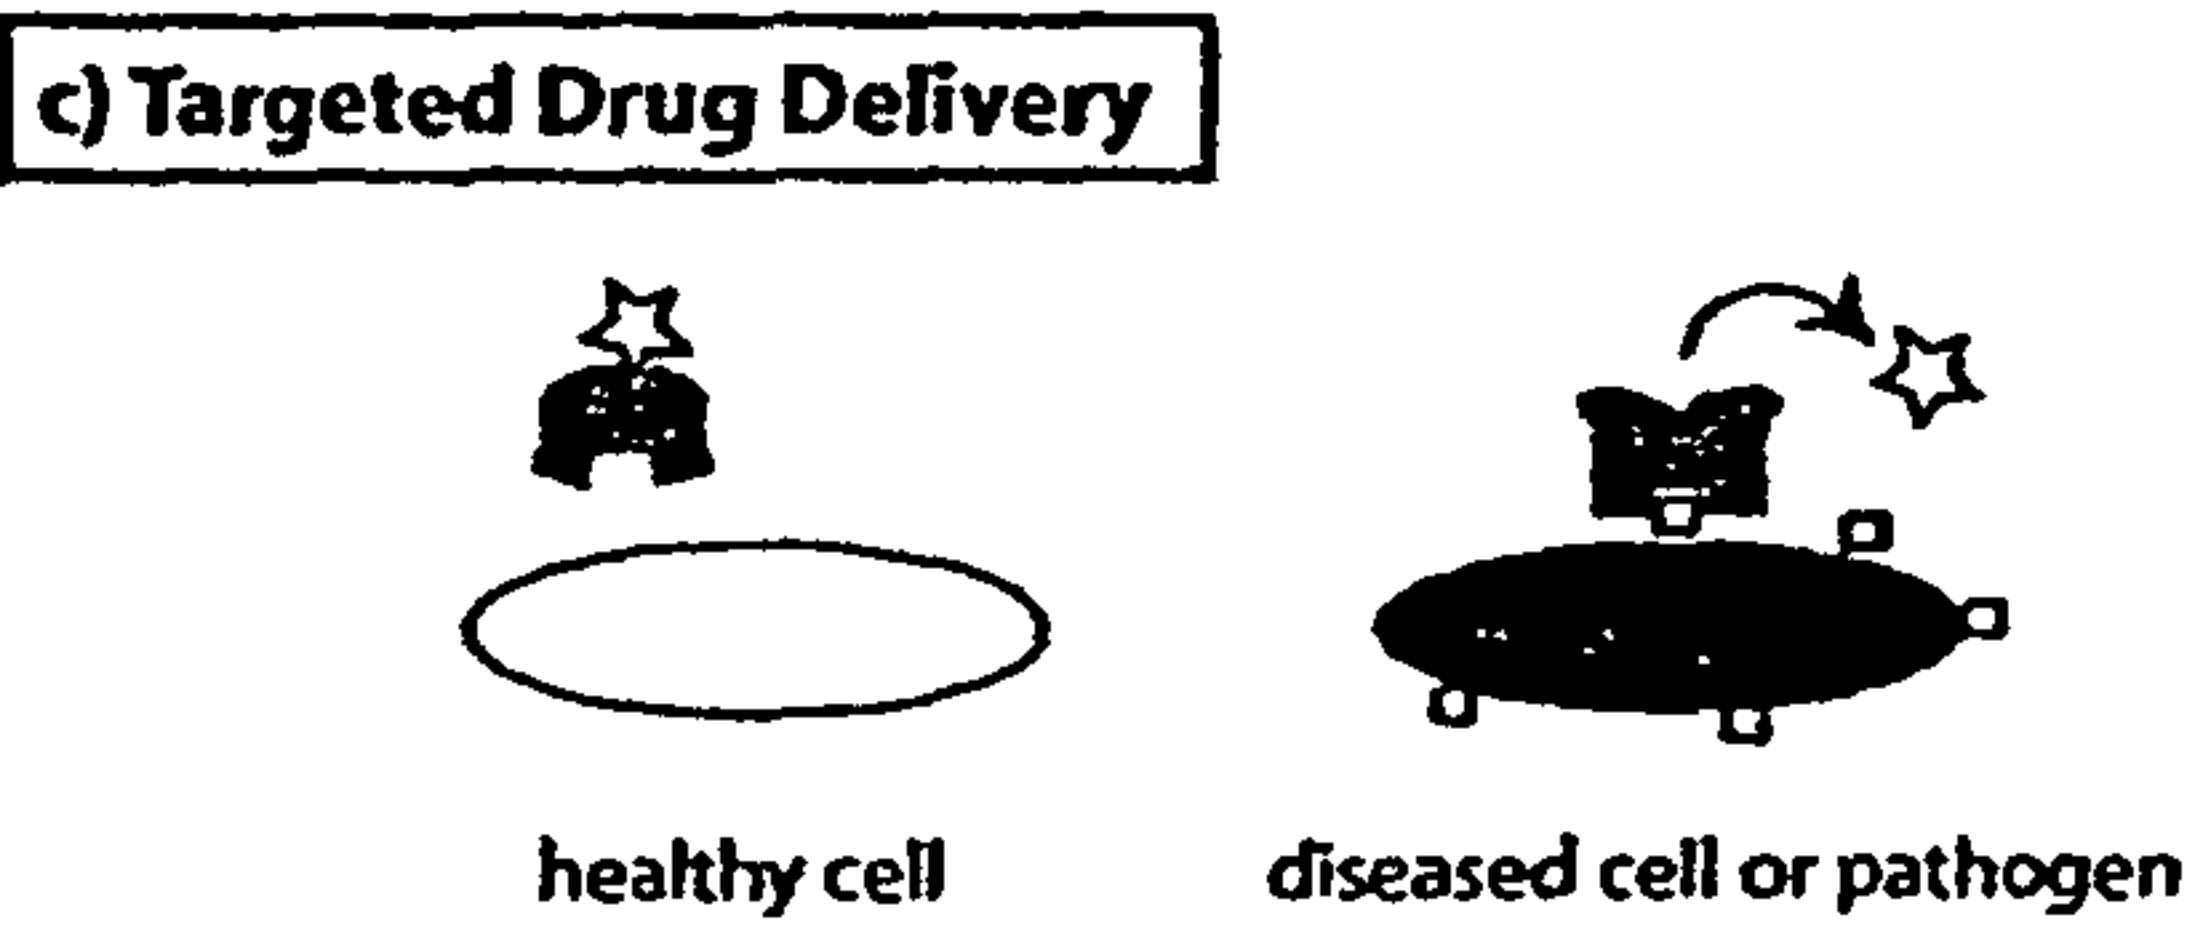 c) Targeted Drug Delivery
healthy cell
diseased cell or pathogen